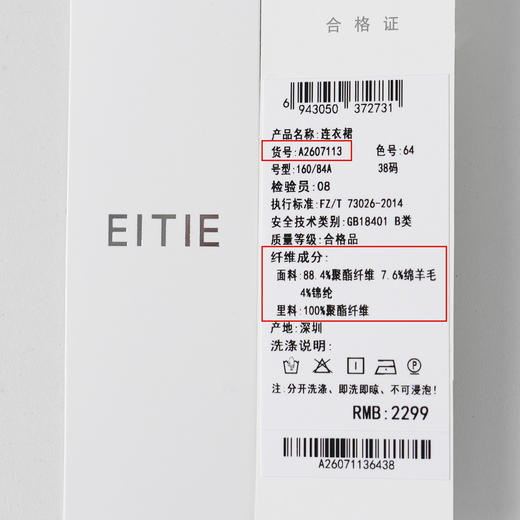 EITIE
合格证
6 943050 372731
产品名称:连衣裙
货号:A2607113 色号:64
号型:160/84A 38码
检验员:08
执行标准:FZ/T 73026-2014
安全技术类别:GB18401 B类
质量等级:合格品
纤维成分:
面料:88.4%聚酯纤维 7.6%绵羊毛
4%锦纶
里料:100%聚酯纤维
产地:深圳
洗涤说明:
P
注.分开洗涤、即洗即晾、不可浸泡!
RMB:2299
A26071136438